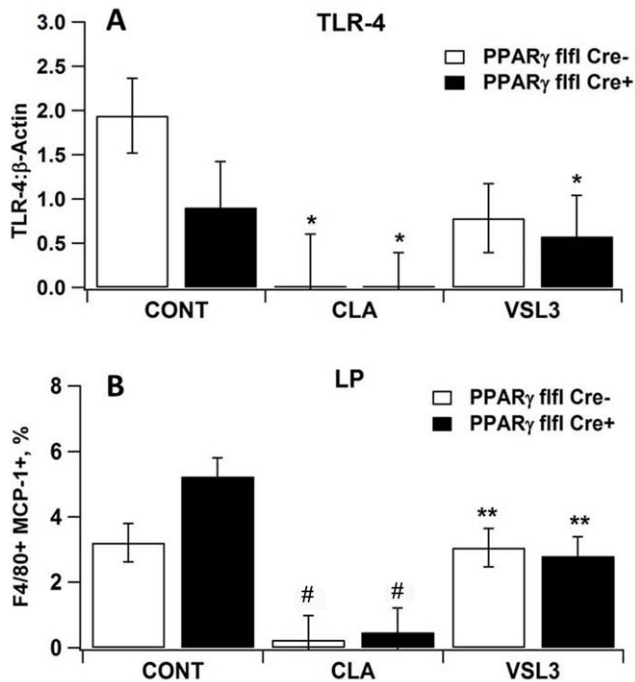 A
TLR-4
PPARγ flfl Cre-
PPARγ flfl Cre+
TLR-4:β-Actin
3.0
2.5
2.0
1.5
1.0
0.5
0.0
*
*
*
CONT
CLA
VSL3
B
LP
PPARγ flfl Cre-
PPARγ flfl Cre+
F4/80+ MCP-1+, %
8
6
4
2
0
#
#
**
**
CONT
CLA
VSL3